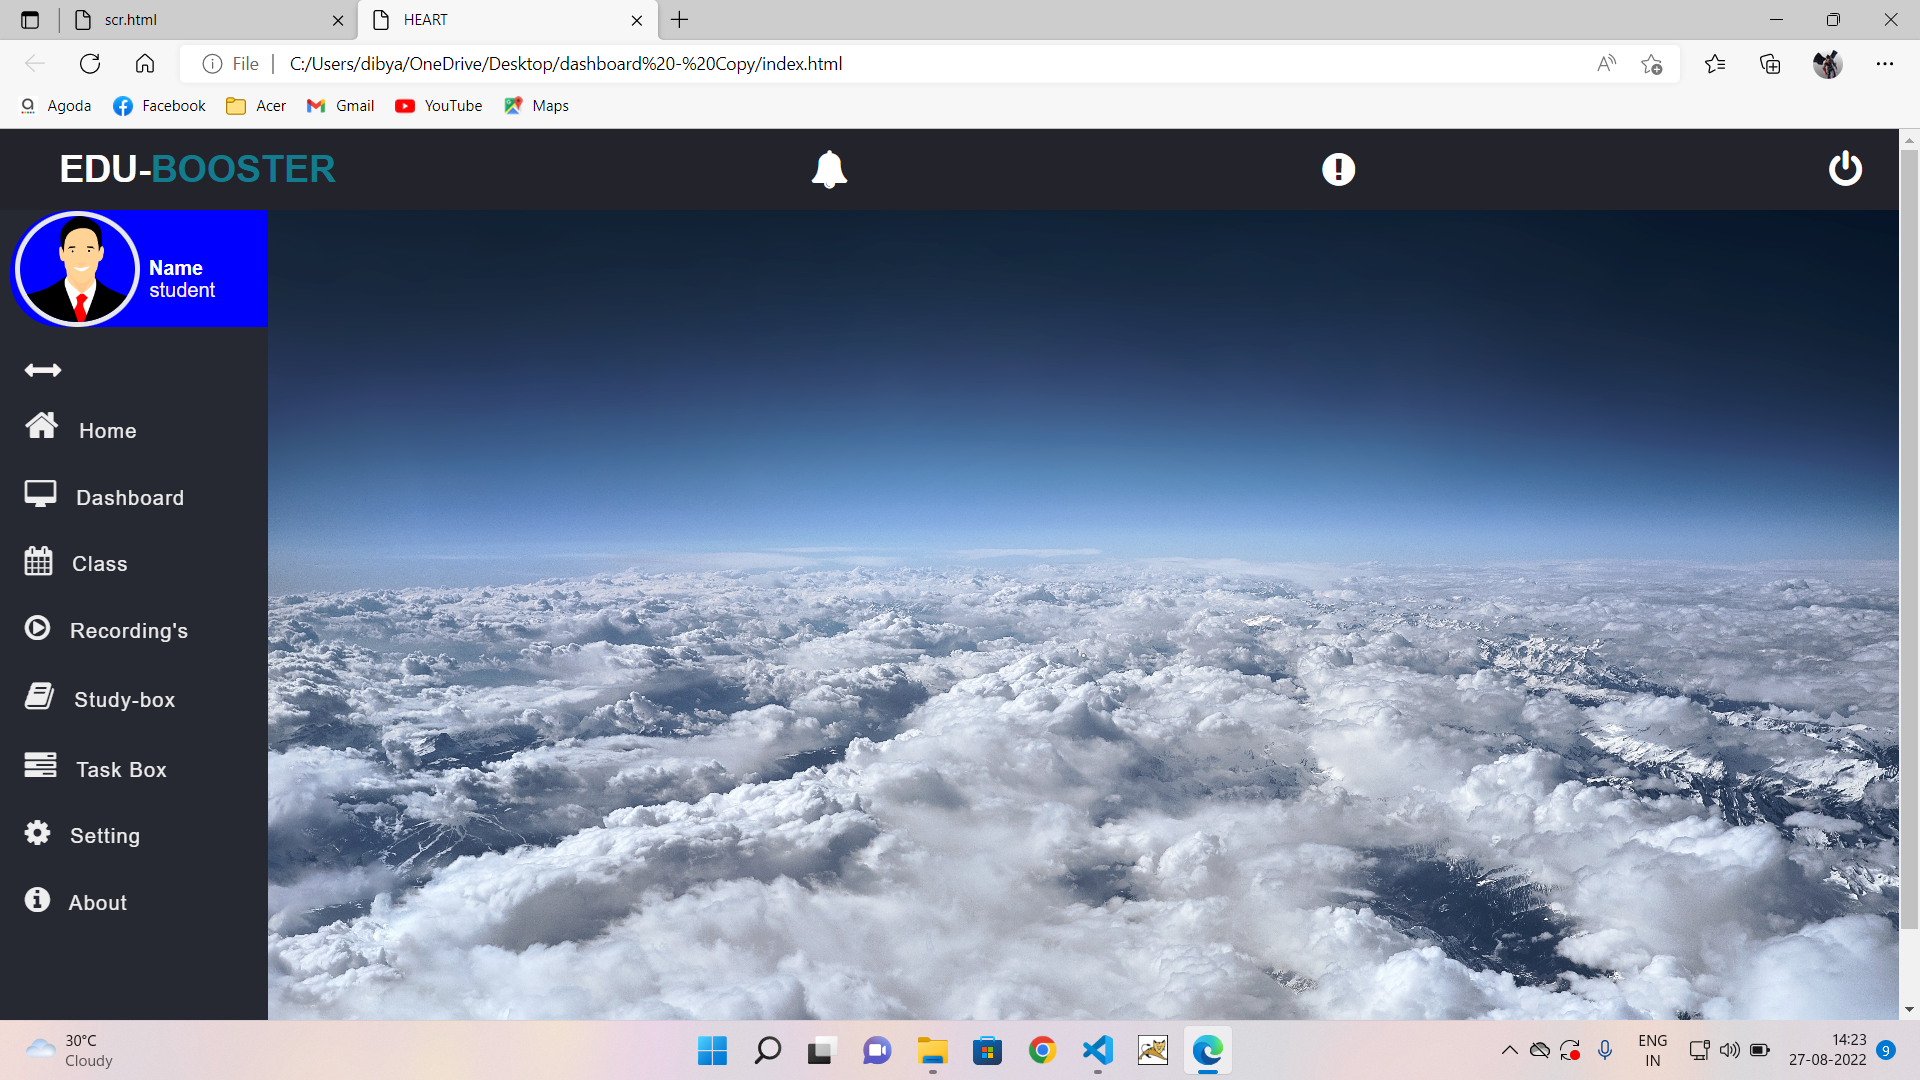 scr.html
HEART
File
C:/Users/dibya/OneDrive/Desktop/dashboard%20-%20Copy/index.html
Agoda
Facebook
Acer
Gmail
YouTube
Maps
EDU-BOOSTER
Name
student
Home
Dashboard
Class
Recording's
Study-box
Task Box
Setting
About
30°C
Cloudy
ENG
IN
14:23
27-08-2022
9